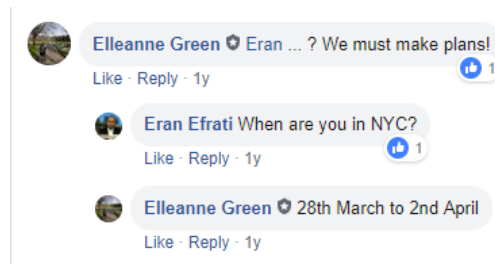 Elleanne Green Eran ... ? We must make plans!
1
Like · Reply · 1y
Eran Efrati When are you in NYC?
1
Like · Reply · 1y
Elleanne Green 28th March to 2nd April
Like · Reply · 1y